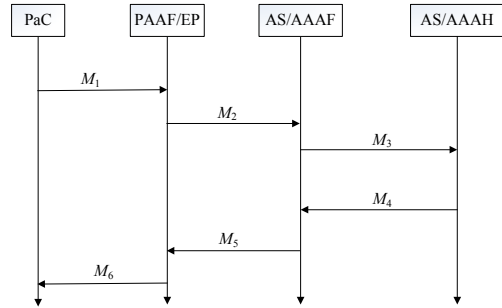 PaC PAAF/EP AS/AAAF AS/AAAH
M₁
M₂
M₃
M₄
M₅
M₆